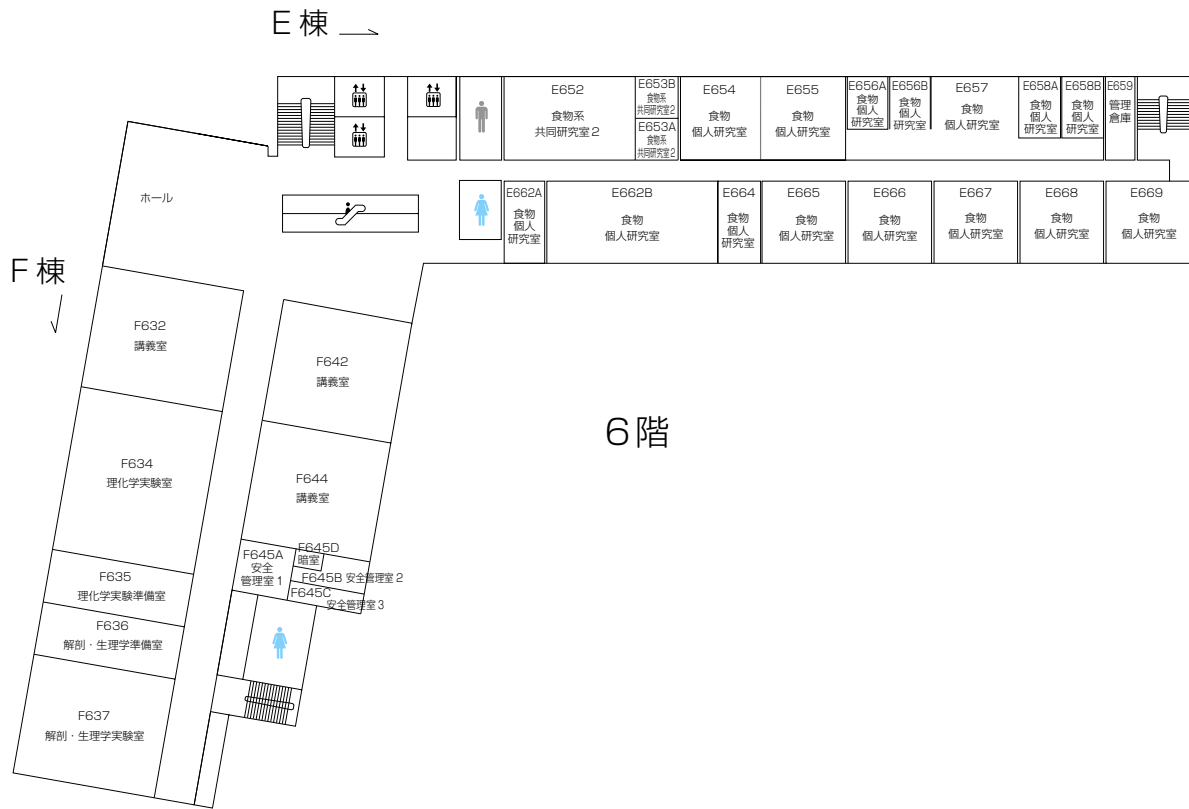 E棟
E652
食物系
共同研究室2
E653B
食物系
共同研究室2
E653A
食物系
共同研究室2
E654
食物
個人研究室
E655
食物
個人研究室
E656A
食物
個人
研究室
E656B
食物
個人
研究室
E657
食物
個人研究室
E658A
食物
個人
研究室
E658B
食物
個人
研究室
E659
管理
倉庫
ホール
E662A
食物
個人
研究室
E662B
食物
個人研究室
E664
食物
個人
研究室
E665
食物
個人研究室
E666
食物
個人研究室
E667
食物
個人研究室
E668
食物
個人研究室
E669
食物
個人研究室
F棟
F632
講義室
F642
講義室
6階
F634
理化学実験室
F644
講義室
F645A
安全
管理室1
F645D
暗室
F645B 安全管理室2
F645C
安全管理室3
F635
理化学実験準備室
F636
解剖・生理学準備室
F637
解剖・生理学実験室